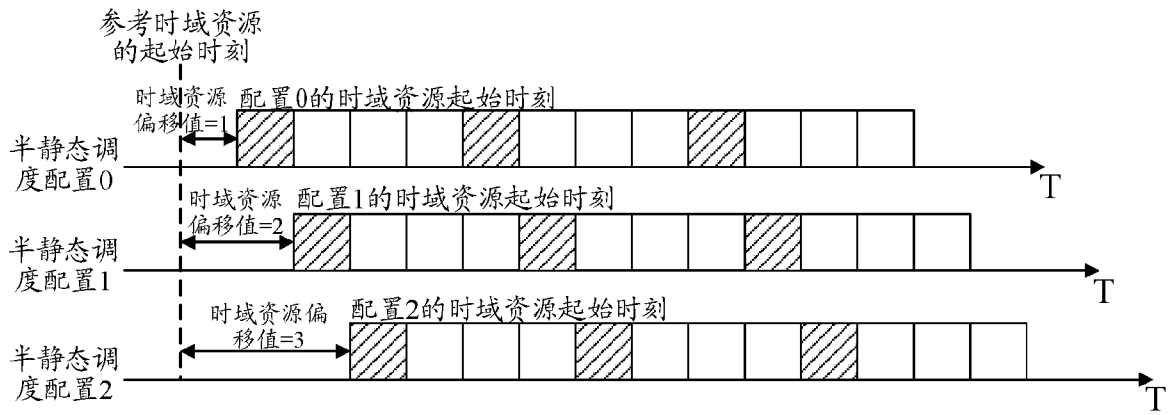 参考时域资源
的起始时刻
时域资源
偏移值=1
配置0的时域资源起始时刻
半静态调
度配置0
T
时域资源
偏移值=2
配置1的时域资源起始时刻
半静态调
度配置1
T
时域资源偏
移值=3
配置2的时域资源起始时刻
半静态调
度配置2
T